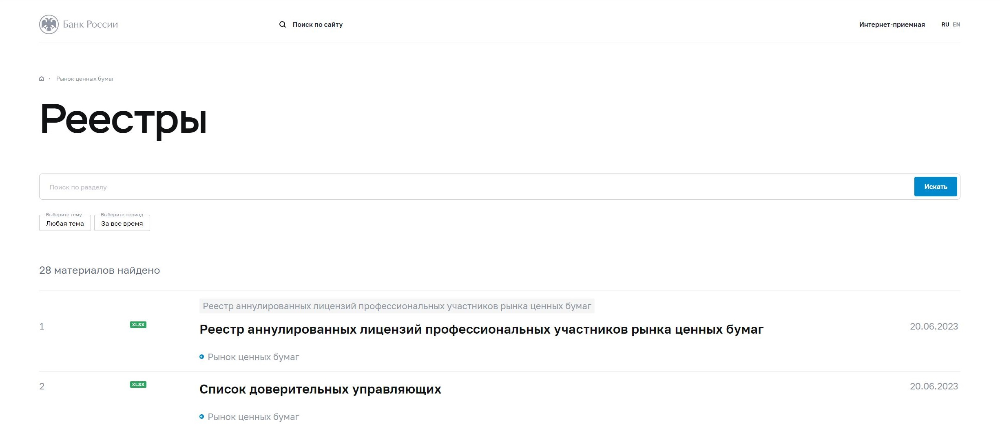 Банк России
Поиск по сайту
Интернет-приемная
RU EN
Рынок ценных бумаг
Реестры
Поиск по разделу
Искать
Выберите тему
Любая тема
Выберите период
За все время
28 материалов найдено
Реестр аннулированных лицензий профессиональных участников рынка ценных бумаг
1
XLSX
Реестр аннулированных лицензий профессиональных участников рынка ценных бумаг
20.06.2023
Рынок ценных бумаг
2
XLSX
Список доверительных управляющих
20.06.2023
Рынок ценных бумаг